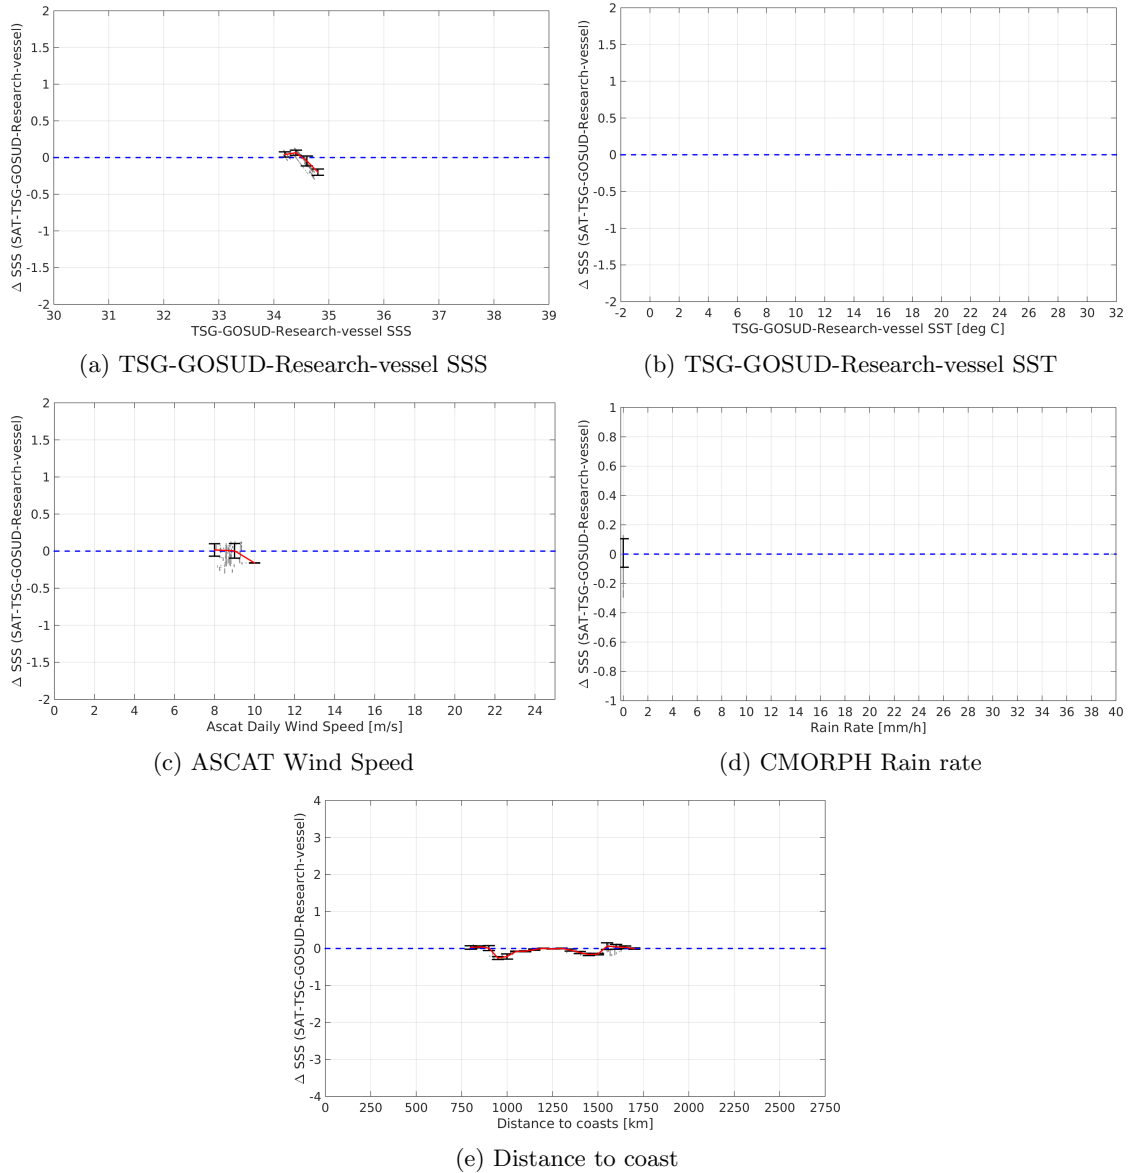 Δ SSS (SAT-TSG-GOSUD-Research-vessel)
2
1.5
1
0.5
0
-0.5
-1
-1.5
-2
30 31 32 33 34 35 36 37 38 39
TSG-GOSUD-Research-vessel SSS
(a) TSG-GOSUD-Research-vessel SSS
Δ SSS (SAT-TSG-GOSUD-Research-vessel)
2
1.5
1
0.5
0
-0.5
-1
-1.5
-2
-2 0 2 4 6 8 10 12 14 16 18 20 22 24 26 28 30 32
TSG-GOSUD-Research-vessel SST [deg C]
(b) TSG-GOSUD-Research-vessel SST
Δ SSS (SAT-TSG-GOSUD-Research-vessel)
2
1.5
1
0.5
0
-0.5
-1
-1.5
-2
0 2 4 6 8 10 12 14 16 18 20 22 24
Ascat Daily Wind Speed [m/s]
(c) ASCAT Wind Speed
Δ SSS (SAT-TSG-GOSUD-Research-vessel)
1
0.8
0.6
0.4
0.2
0
-0.2
-0.4
-0.6
-0.8
-1
0 2 4 6 8 10 12 14 16 18 20 22 24 26 28 30 32 34 36 38 40
Rain Rate [mm/h]
(d) CMORPH Rain rate
Δ SSS (SAT-TSG-GOSUD-Research-vessel)
4
3
2
1
0
-1
-2
-3
-4
0 250 500 750 1000 1250 1500 1750 2000 2250 2500 2750
Distance to coasts [km]
(e) Distance to coast